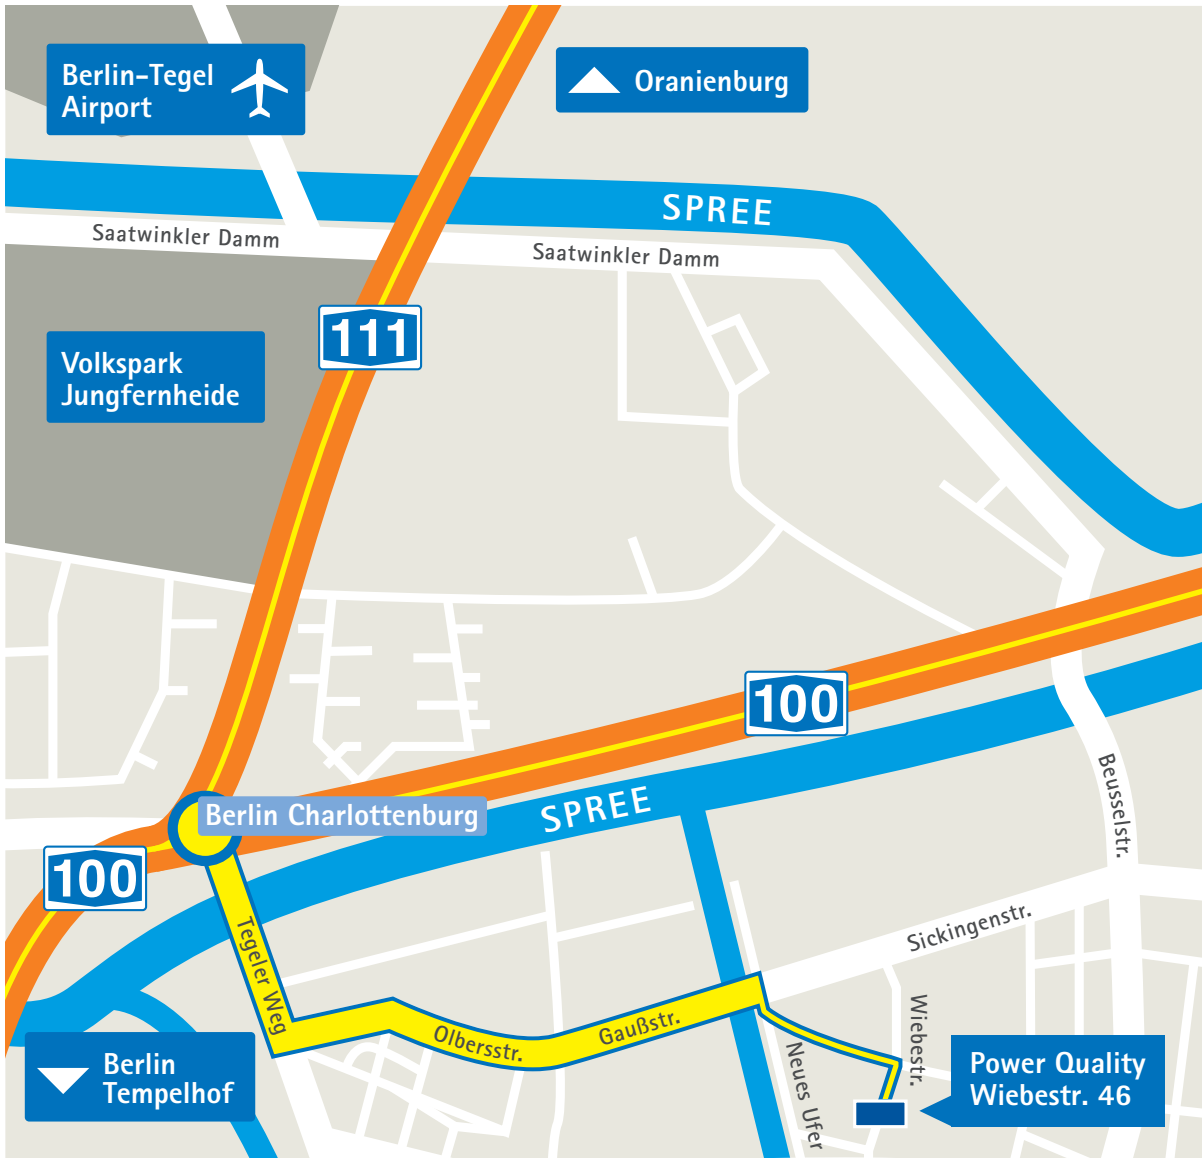 Berlin-Tegel
Airport
Oranienburg
SPREE
Saatwinkler Damm
Saatwinkler Damm
111
Volkspark
Jungfernheide
100
Beusselstr.
SPREE
Berlin Charlottenburg
100
Sickingenstr.
Tegeler Weg
Olbersstr.
Gaußstr.
Wiebestr.
Neues Ufer
Berlin
Tempelhof
Power Quality
Wiebestr. 46